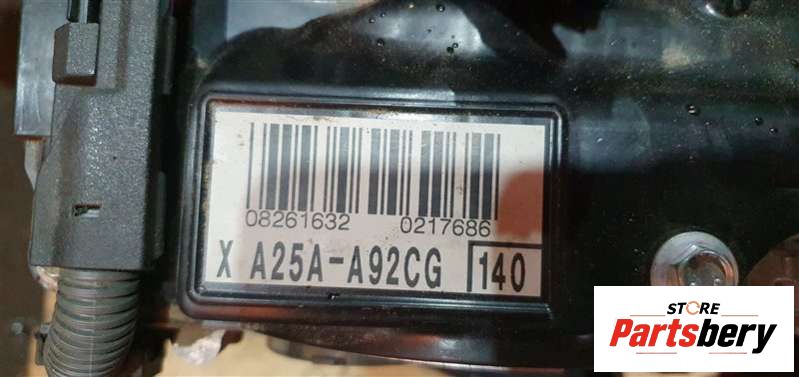 08261632 0217686
X A25A-A92CG 140
STORE
Partsbery